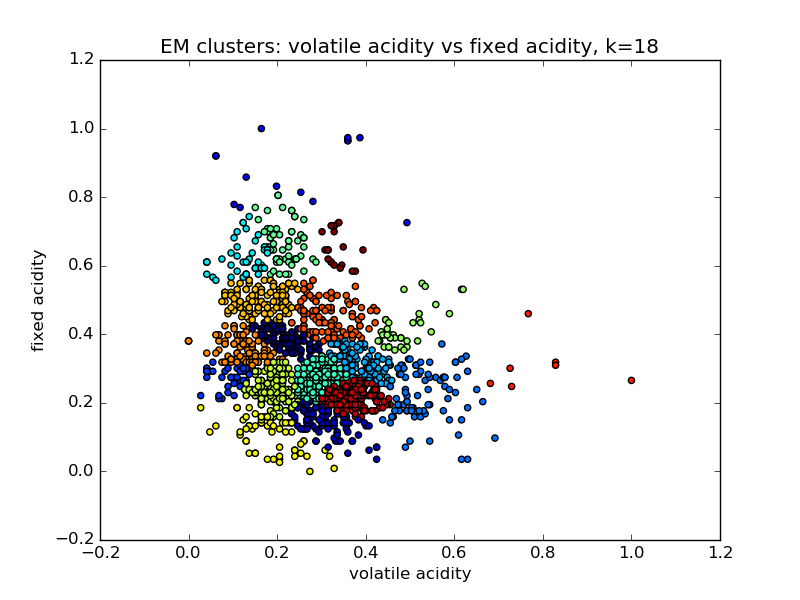 EM clusters: volatile acidity vs fixed acidity, k=18
1.2
1.0
0.8
0.6
0.4
0.2
0.0
−0.2
fixed acidity
−0.2 0.0 0.2 0.4 0.6 0.8 1.0 1.2
volatile acidity